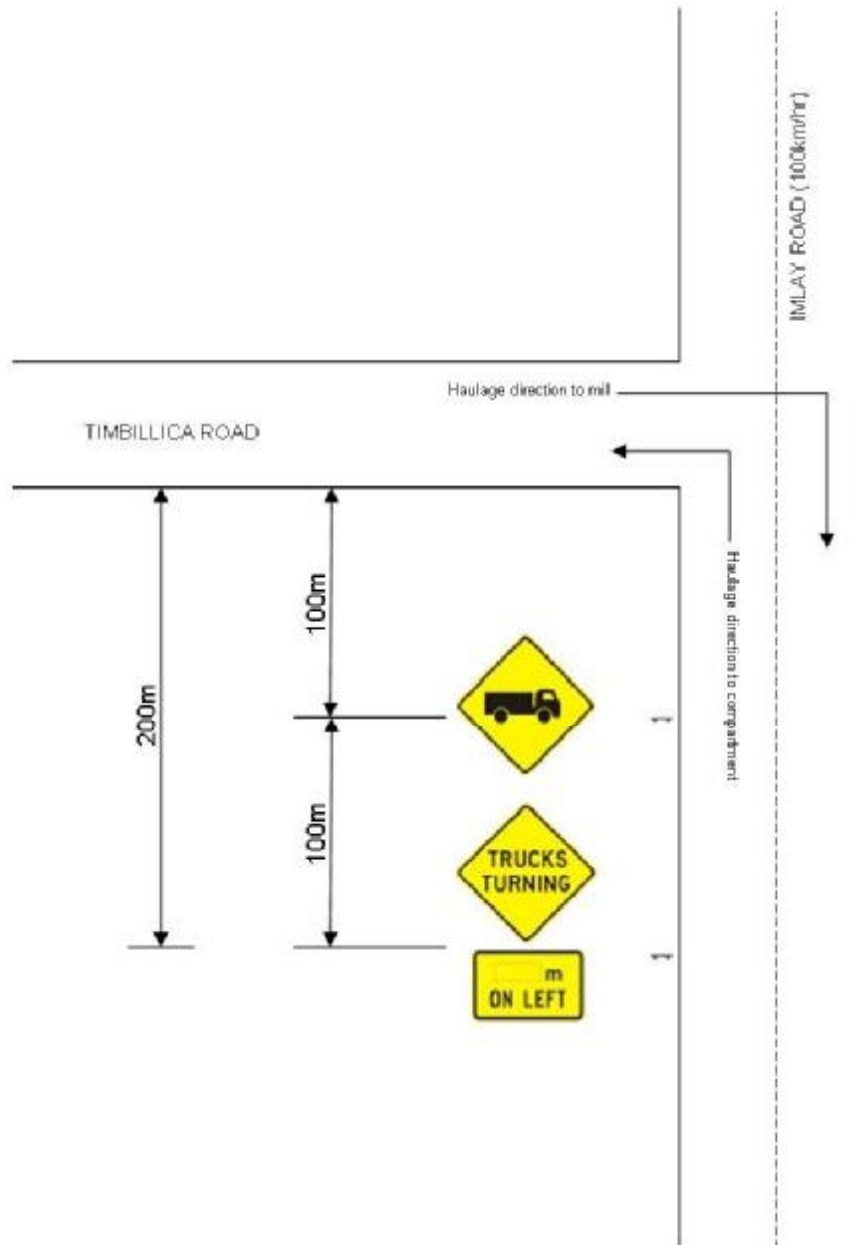 IMLAY ROAD (100km/hr)
Haulage direction to mill
TIMBILLICA ROAD
Haulage direction to compartment
100m
200m
100m
TRUCKS
TURNING
m
ON LEFT